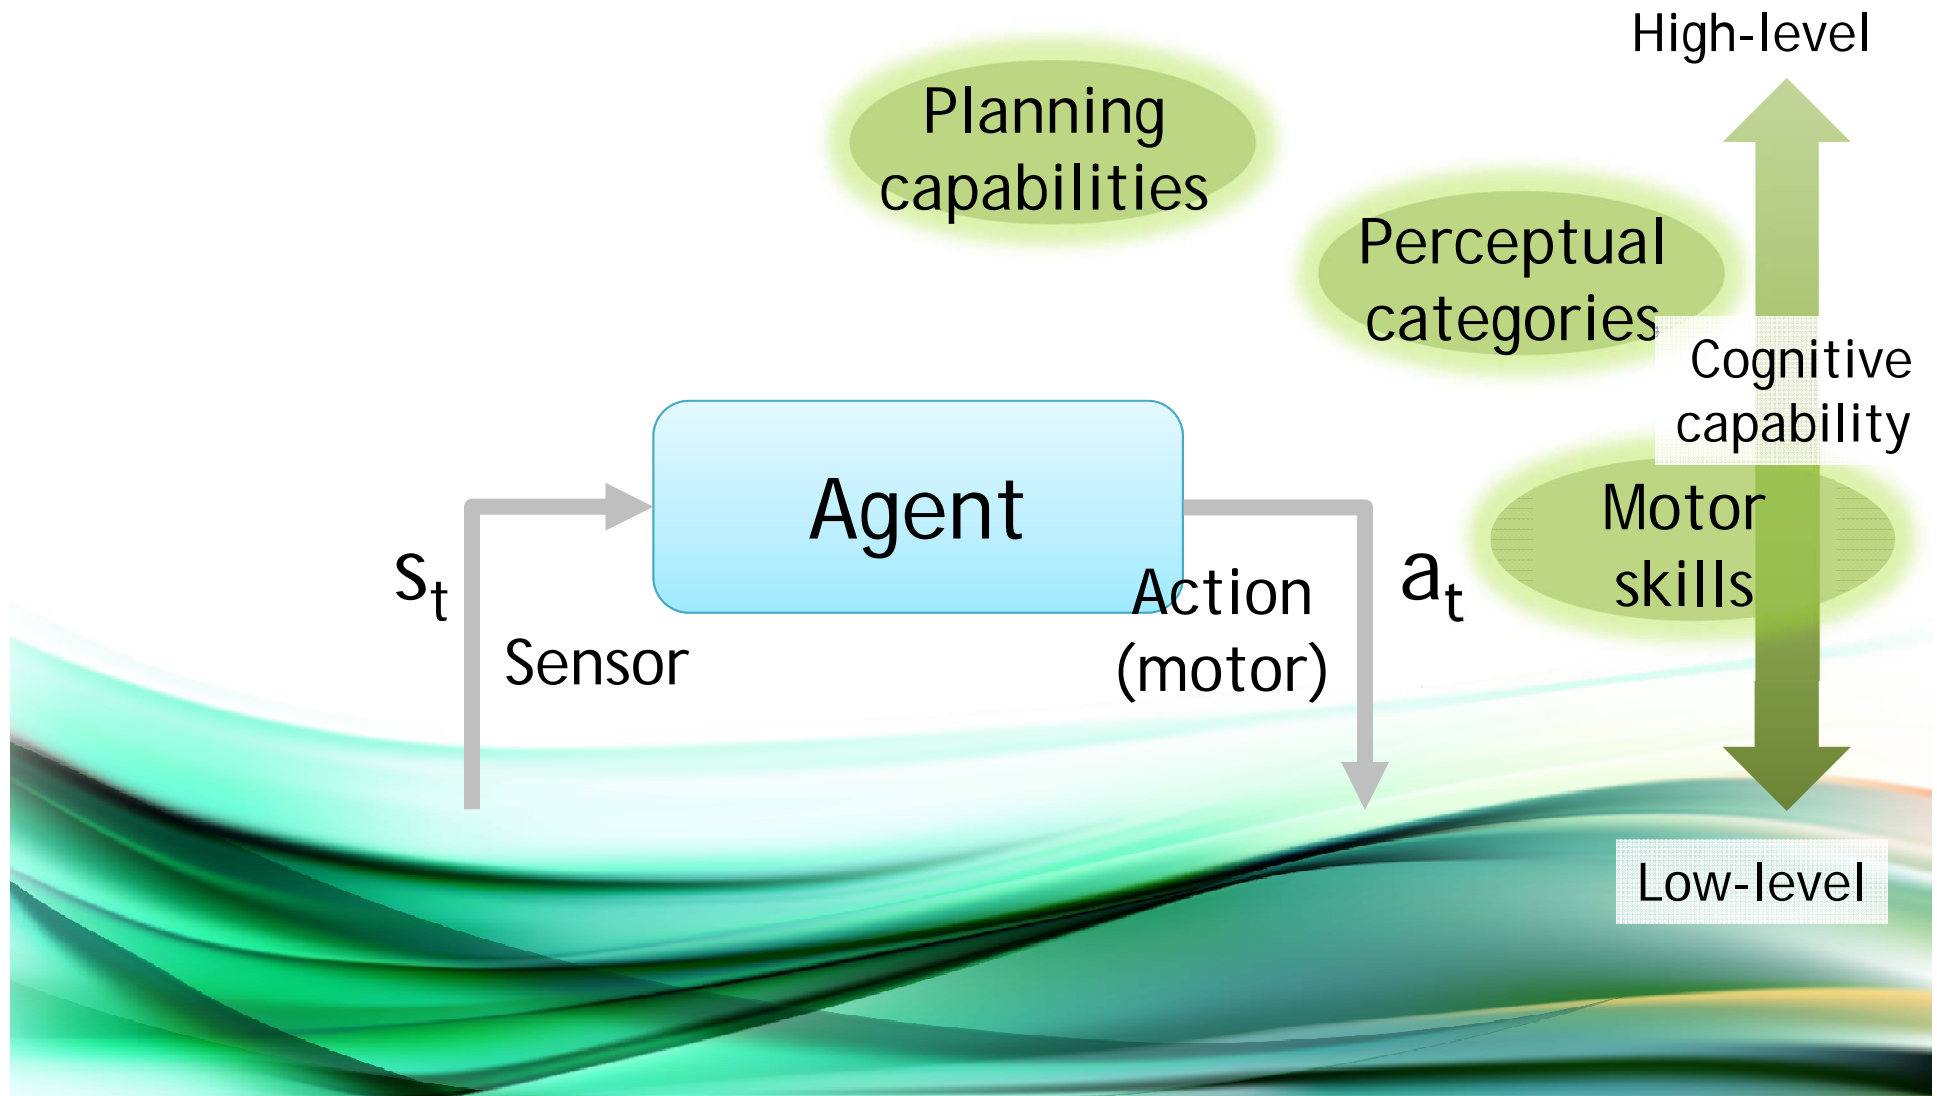 High-level
Planning
capabilities
Perceptual
categories
Cognitive
capability
Agent
Motor
skills
sₜ
Action
(motor)
aₜ
Sensor
Low-level